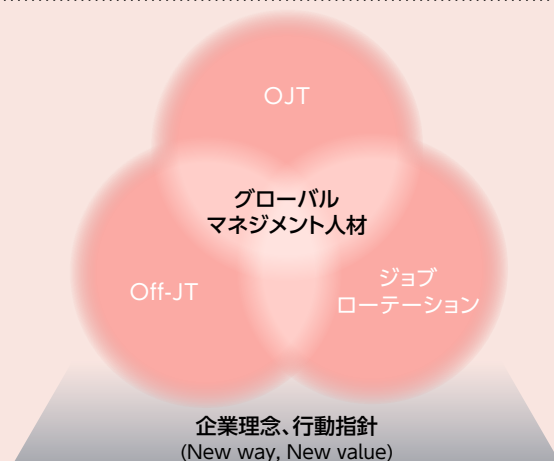 OJT
グローバル
マネジメント人材
Off-JT
ジョブ
ローテーション
企業理念、行動指針
(New way, New value)